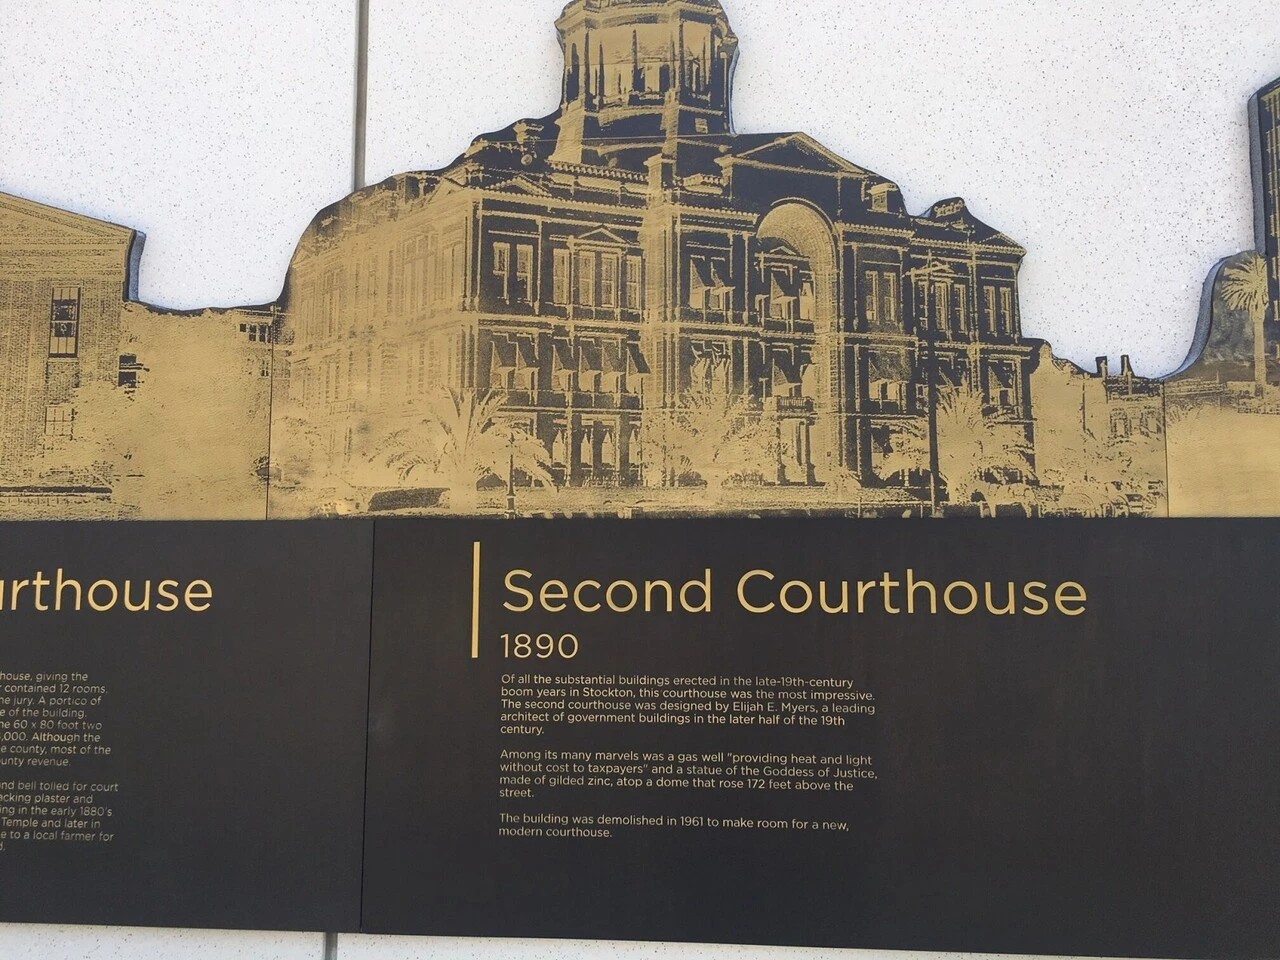 urthouse
house, giving the
contained 12 rooms,
he jury. A portico of
e of the building.
he 60 x 80 foot two
,000. Although the
e county, most of the
unty revenue.
nd bell tolled for court
acking plaster and
ing in the early 1880's
Temple and later in
e to a local farmer for
d.
Second Courthouse
1890
Of all the substantial buildings erected in the late-19th-century
boom years in Stockton, this courthouse was the most impressive.
The second courthouse was designed by Elijah E. Myers, a leading
architect of government buildings in the later half of the 19th
century.
Among its many marvels was a gas well "providing heat and light
without cost to taxpayers" and a statue of the Goddess of Justice,
made of gilded zinc, atop a dome that rose 172 feet above the
street.
The building was demolished in 1961 to make room for a new,
modern courthouse.